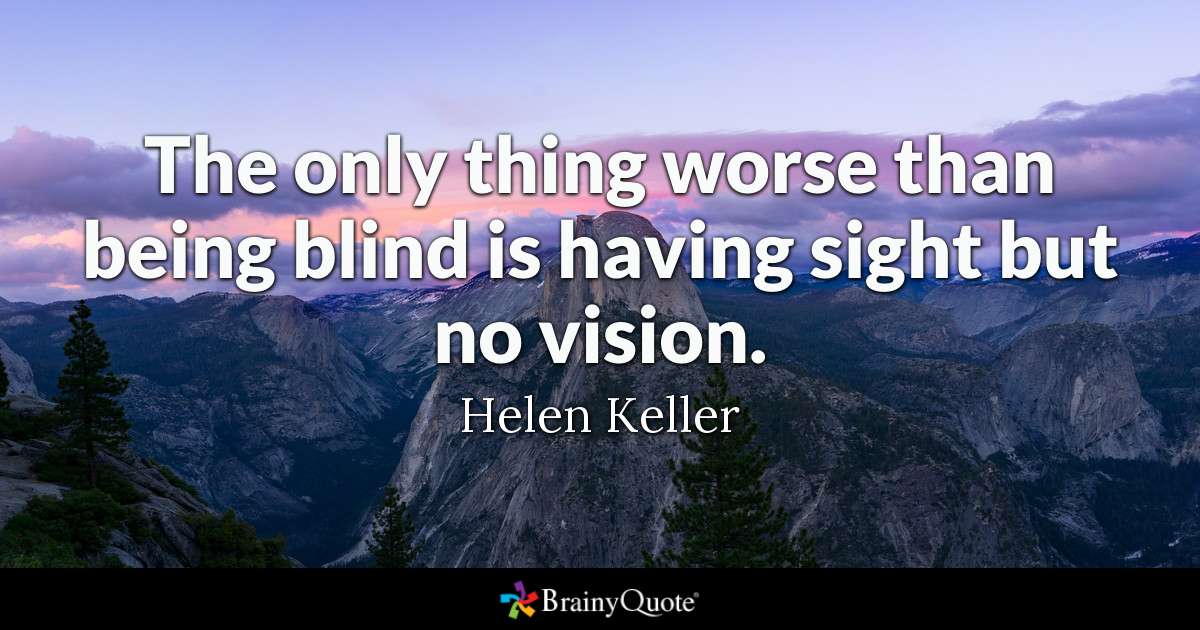 The only thing worse than
being blind is having sight but
no vision.
Helen Keller
BrainyQuote®